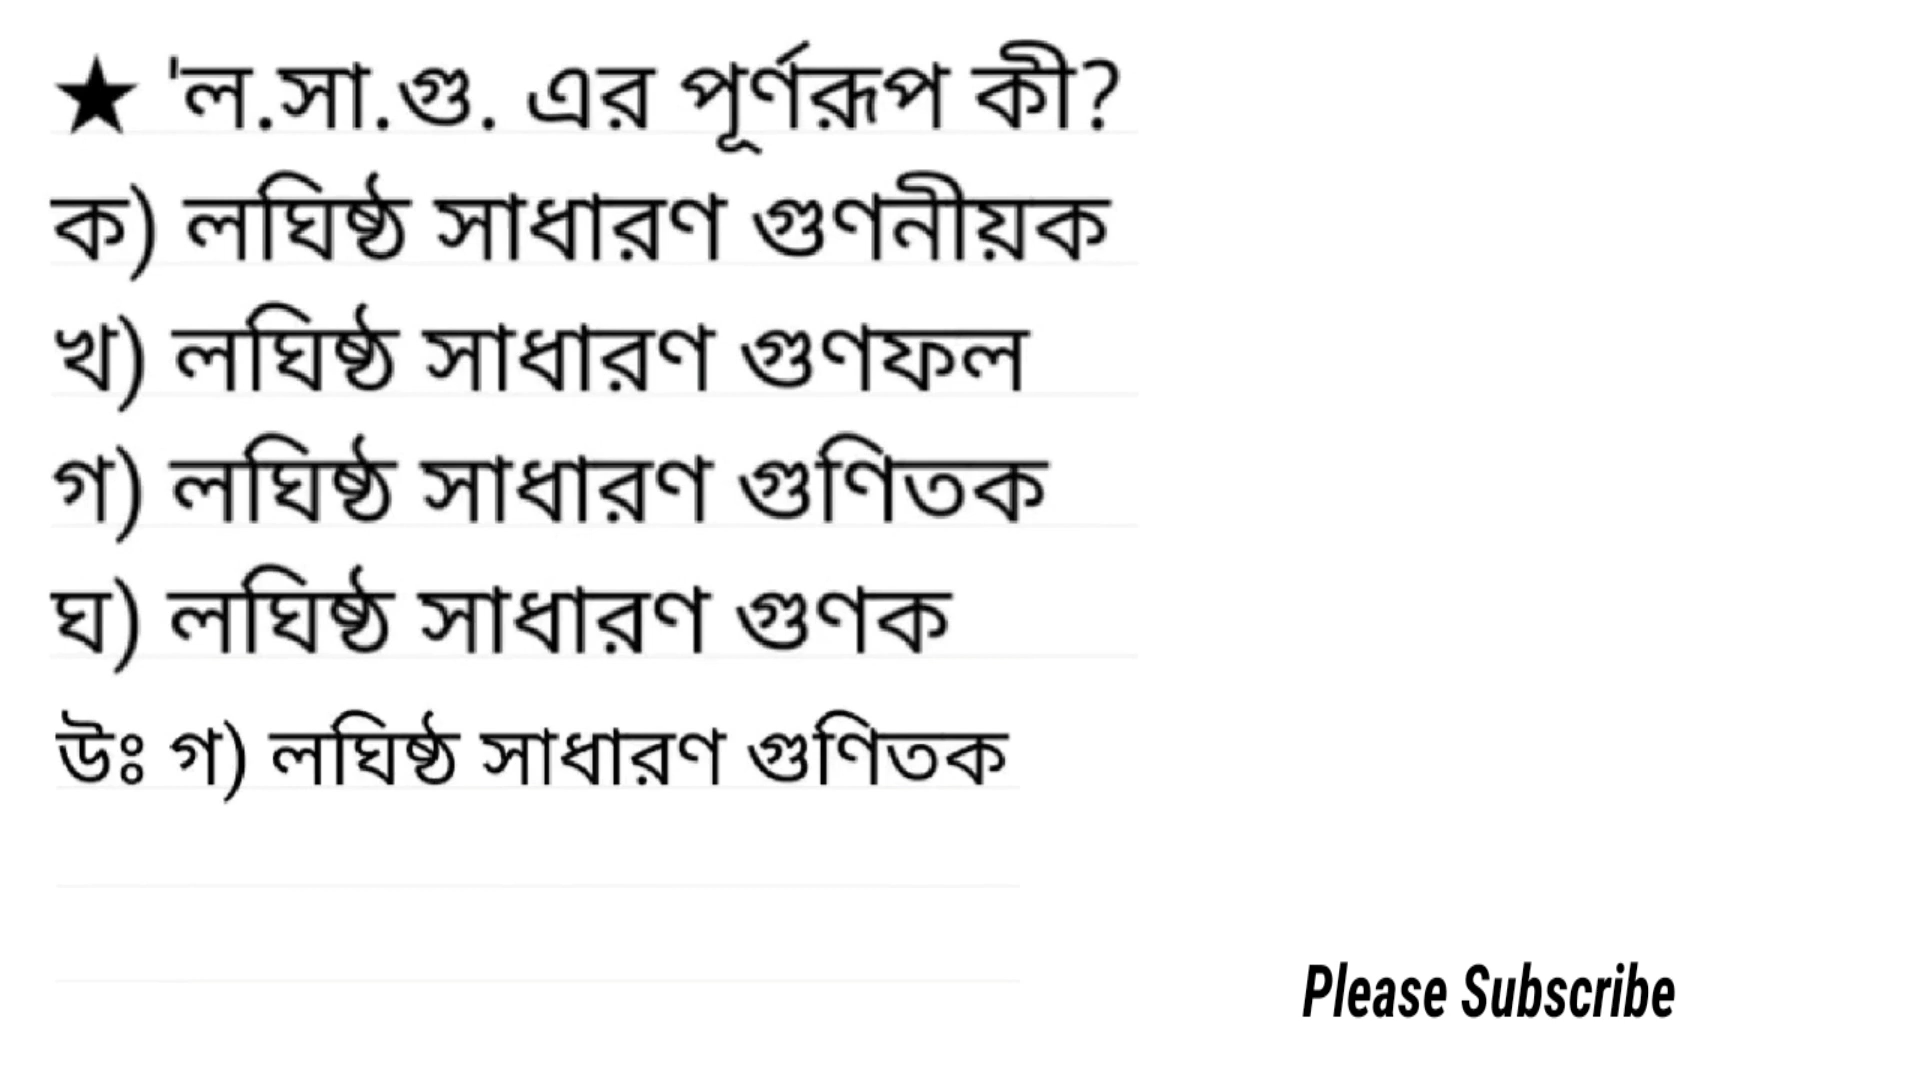 ★ 'ল.সা.গু. এর পূর্ণরূপ কী?
ক) লঘিষ্ঠ সাধারণ গুণনীয়ক
খ) লঘিষ্ঠ সাধারণ গুণফল
গ) লঘিষ্ঠ সাধারণ গুণিতক
ঘ) লঘিষ্ঠ সাধারণ গুণক
উঃ গ) লঘিষ্ঠ সাধারণ গুণিতক
Please Subscribe